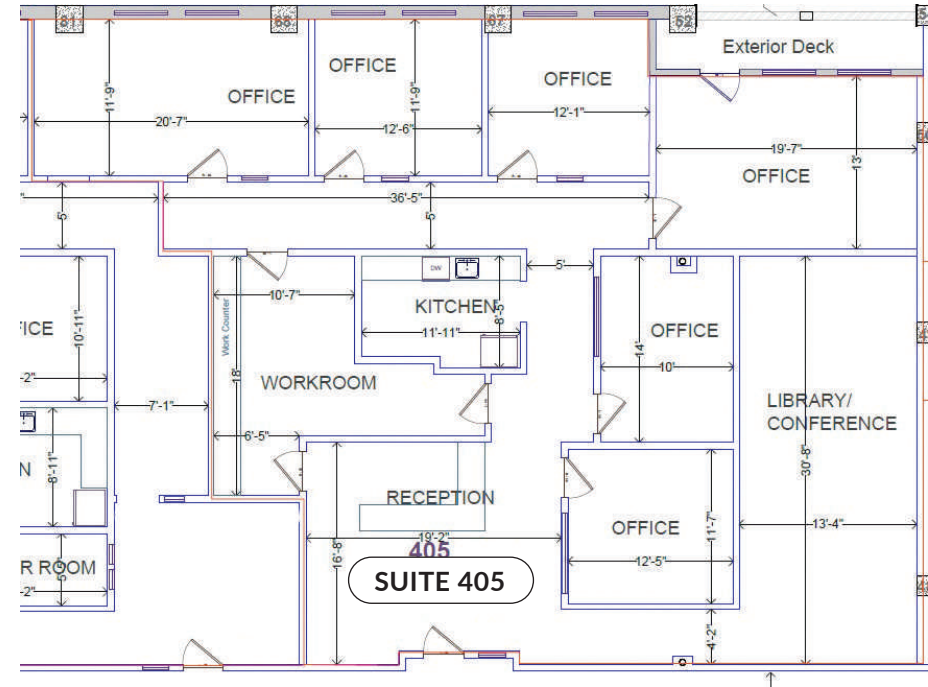 81
68
67
52
Exterior Deck
OFFICE
OFFICE
OFFICE
11'-9"
11'-9"
20'-7"
12'-6"
12'-1"
19'-7"
13'
OFFICE
36'-5"
5'
5'
5'
DW
KITCHEN
8'-5"
11'-11"
10'-7"
Work Counter
18'
WORKROOM
6'-5"
ICE
10'-11"
-2"
7'-1"
8'-11"
N
R ROOM
-2"
OFFICE
14'
10'
LIBRARY/
CONFERENCE
30'-8"
13'-4"
RECEPTION
19'-2"
16'-8"
405
SUITE 405
OFFICE
11'-7"
12'-5"
4'-2"